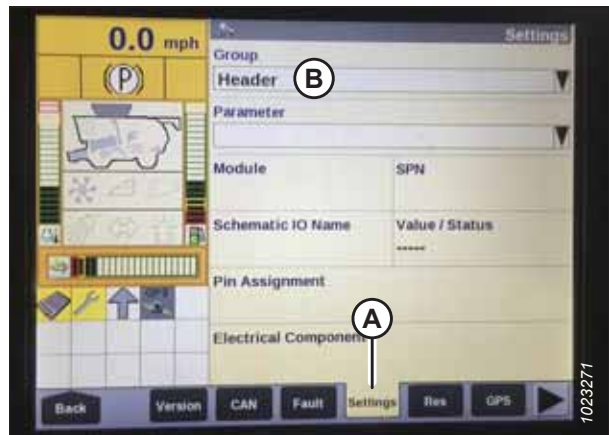 0.0 mph
Settings
Group
(P)
Header
B
Parameter
Module
SPN
Schematic IO Name
Value / Status
-----
Pin Assignment
A
Electrical Component
Back
Version
CAN
Fault
Settings
Res
GPS
1023271